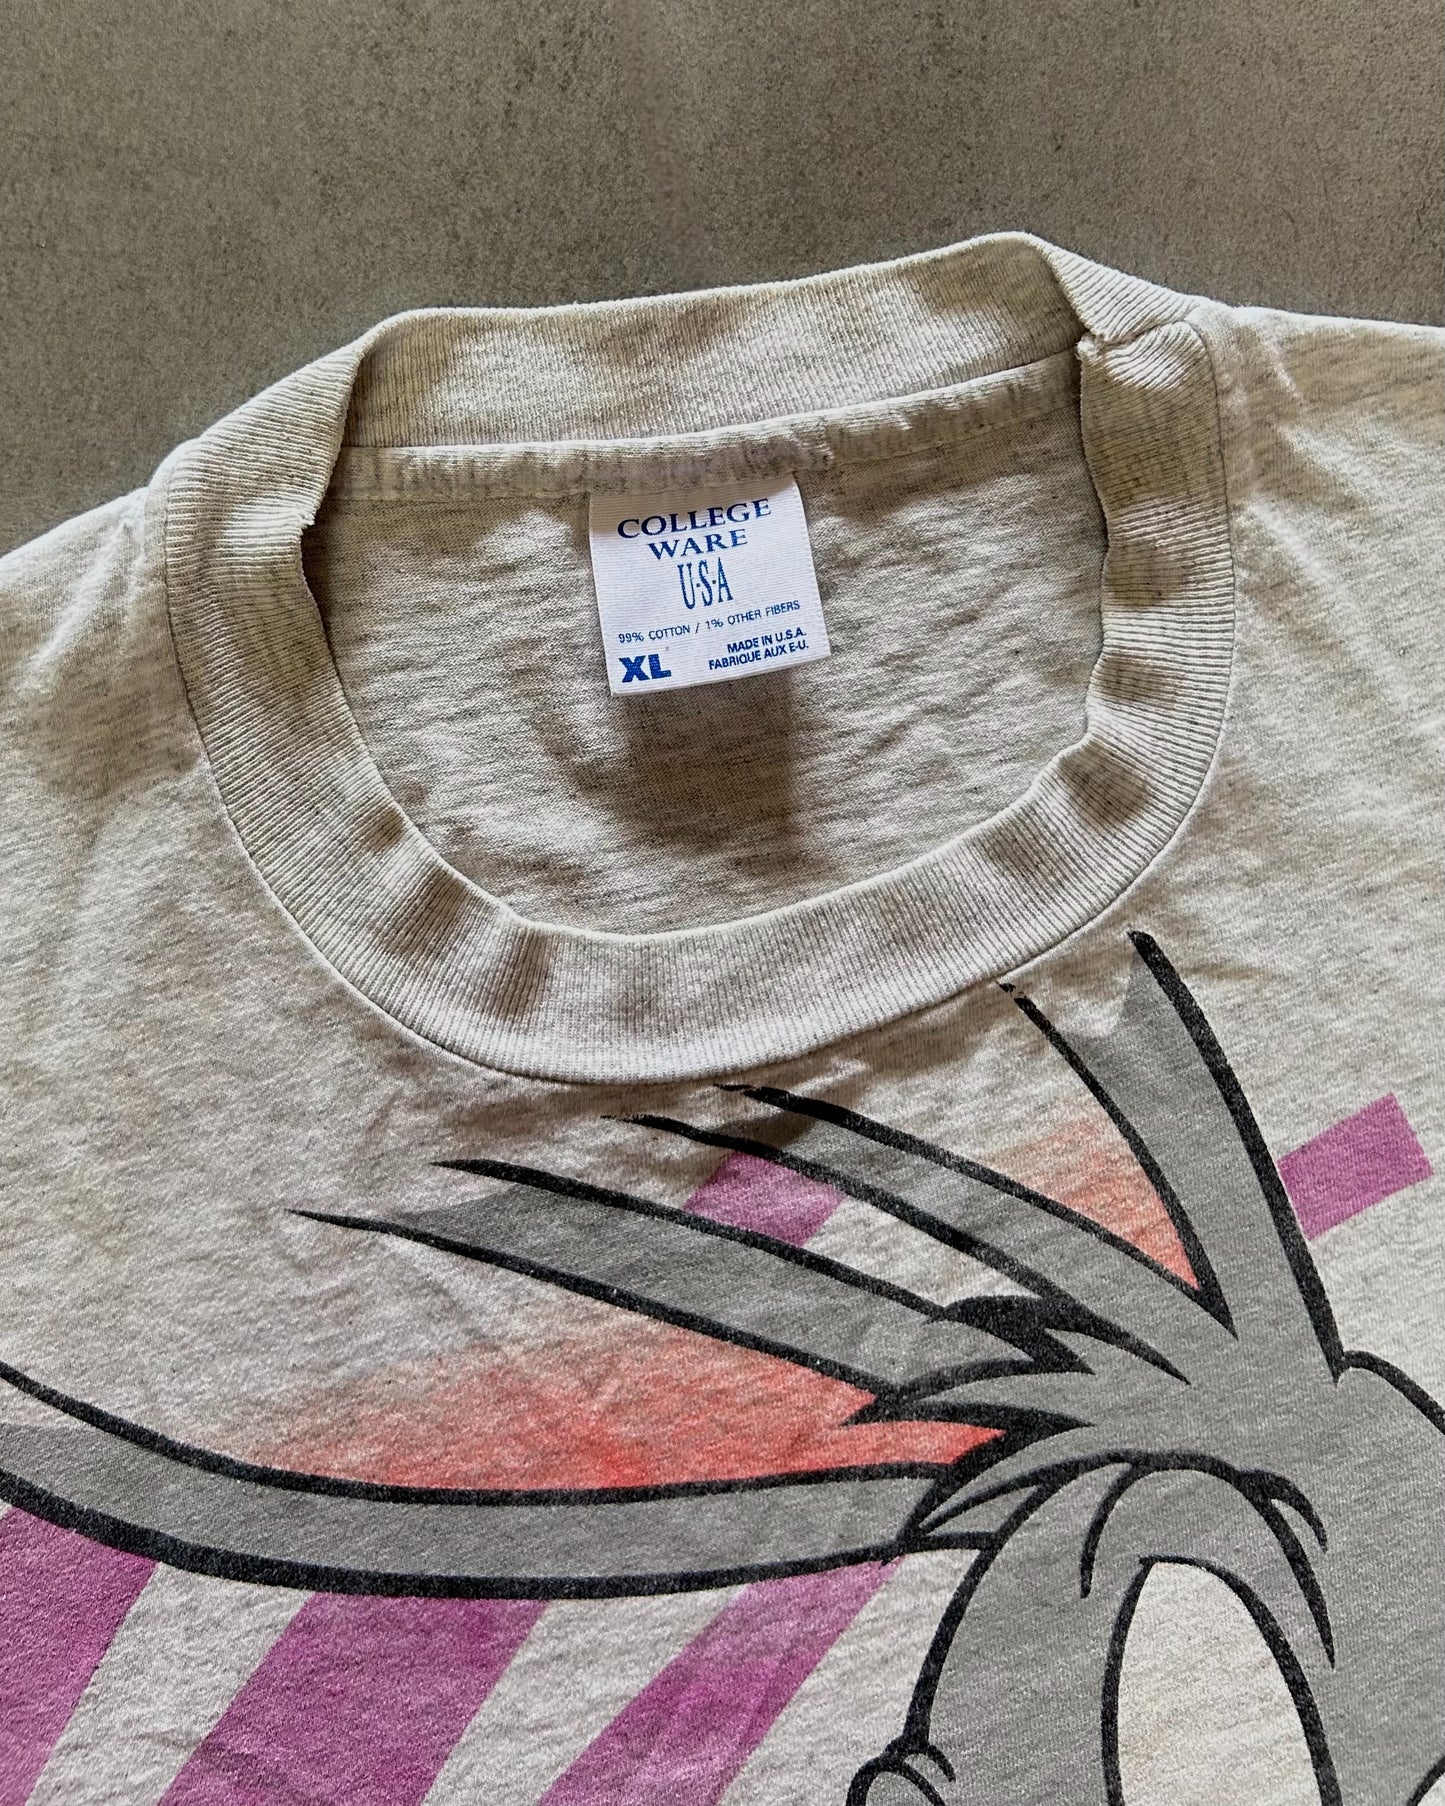 COLLEGE
WARE
U·S·A
99% COTTON / 1% OTHER FIBERS
XL
MADE IN U.S.A.
FABRIQUE AUX E-U.